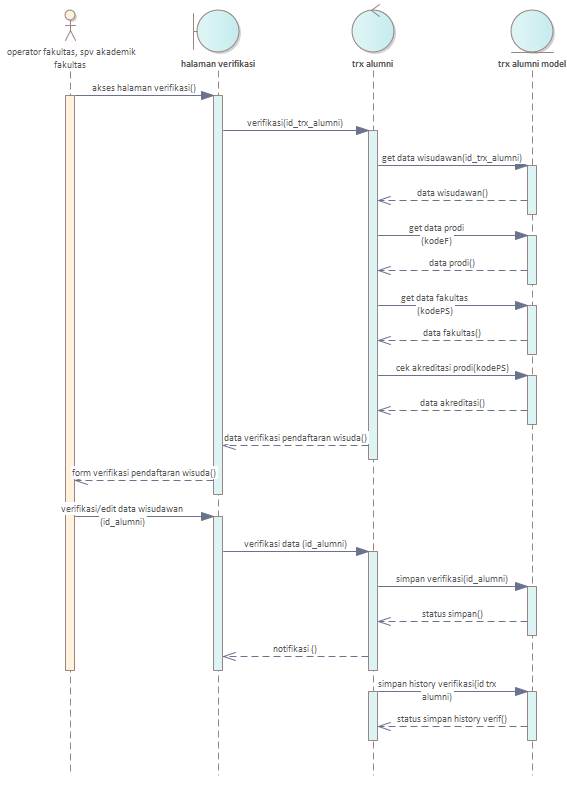 operator fakultas, spv akademik
fakultas
halaman verifikasi
trx alumni
trx alumni model
akses halaman verifikasi()
verifikasi(id_trx_alumni)
get data wisudawan(id_trx_alumni)
data wisudawan()
get data prodi
(kodeF)
data prodi()
get data fakultas
(kodePS)
data fakultas()
cek akreditasi prodi(kodePS)
data akreditasi()
data verifikasi pendaftaran wisuda()
form verifikasi pendaftaran wisuda()
verifikasi/edit data wisudawan
(id_alumni)
verifikasi data (id_alumni)
simpan verifikasi(id_alumni)
status simpan()
notifikasi ()
simpan history verifikasi(id trx
alumni)
status simpan history verif()